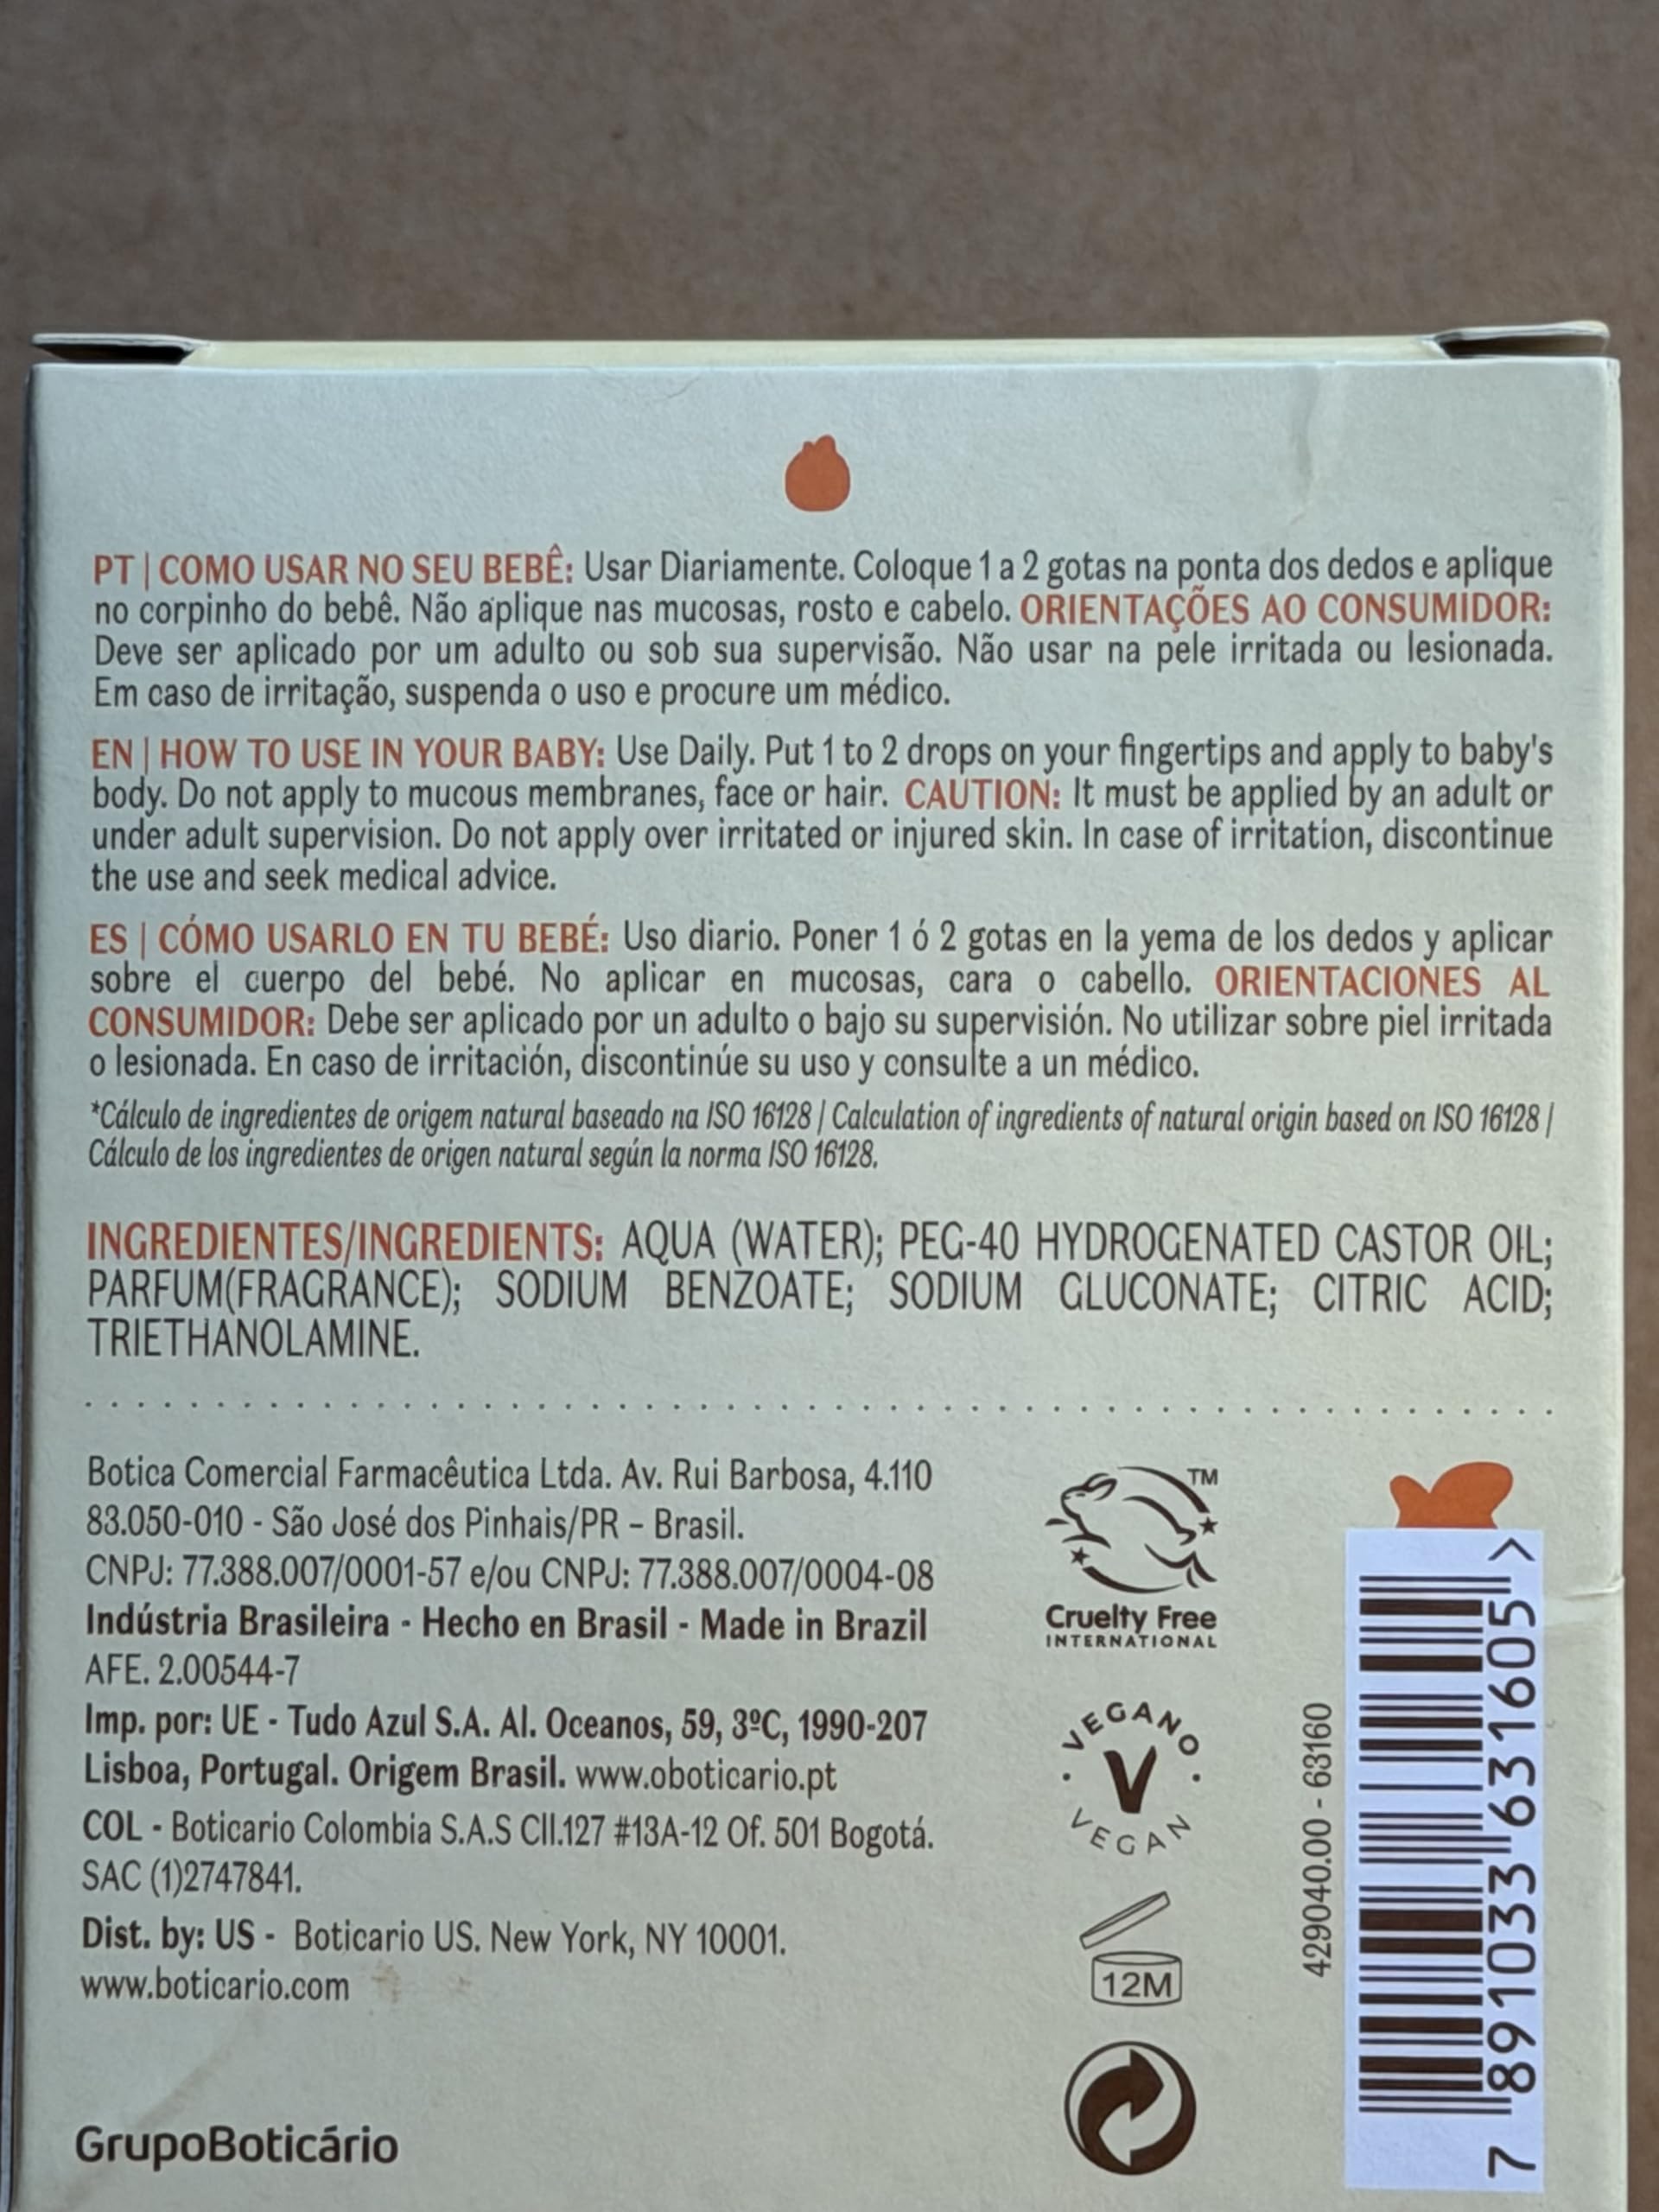 PT | COMO USAR NO SEU BEBÊ: Usar Diariamente. Coloque 1 a 2 gotas na ponta dos dedos e aplique
no corpinho do bebê. Não aplique nas mucosas, rosto e cabelo. ORIENTAÇÕES AO CONSUMIDOR:
Deve ser aplicado por um adulto ou sob sua supervisão. Não usar na pele irritada ou lesionada.
Em caso de irritação, suspenda o uso e procure um médico.
EN | HOW TO USE IN YOUR BABY: Use Daily. Put 1 to 2 drops on your fingertips and apply to baby's
body. Do not apply to mucous membranes, face or hair. CAUTION: It must be applied by an adult or
under adult supervision. Do not apply over irritated or injured skin. In case of irritation, discontinue
the use and seek medical advice.
ES | CÓMO USARLO EN TU BEBÉ: Uso diario. Poner 1 ó 2 gotas en la yema de los dedos y aplicar
sobre el cuerpo del bebé. No aplicar en mucosas, cara o cabello. ORIENTACIONES AL
CONSUMIDOR: Debe ser aplicado por un adulto o bajo su supervisión. No utilizar sobre piel irritada
o lesionada. En caso de irritación, discontinúe su uso y consulte a un médico.
*Cálculo de ingredientes de origem natural baseado na ISO 16128 | Calculation of ingredients of natural origin based on ISO 16128 |
Cálculo de los ingredientes de origen natural según la norma ISO 16128.
INGREDIENTES/INGREDIENTS: AQUA (WATER); PEG-40 HYDROGENATED CASTOR OIL;
PARFUM(FRAGRANCE); SODIUM BENZOATE; SODIUM GLUCONATE; CITRIC ACID;
TRIETHANOLAMINE.
Botica Comercial Farmacêutica Ltda. Av. Rui Barbosa, 4.110
83.050-010 - São José dos Pinhais/PR – Brasil.
CNPJ: 77.388.007/0001-57 e/ou CNPJ: 77.388.007/0004-08
Indústria Brasileira - Hecho en Brasil - Made in Brazil
AFE. 2.00544-7
Imp. por: UE - Tudo Azul S.A. Al. Oceanos, 59, 3ºC, 1990-207
Lisboa, Portugal. Origem Brasil. www.oboticario.pt
COL - Boticario Colombia S.A.S Cll.127 #13A-12 Of. 501 Bogotá.
SAC (1)2747841.
Dist. by: US - Boticario US. New York, NY 10001.
www.boticario.com
GrupoBoticário
TM
Cruelty Free
INTERNATIONAL
VEGANO
V
VEGAN
12M
429040.00 - 63160
7 891033 631605 >